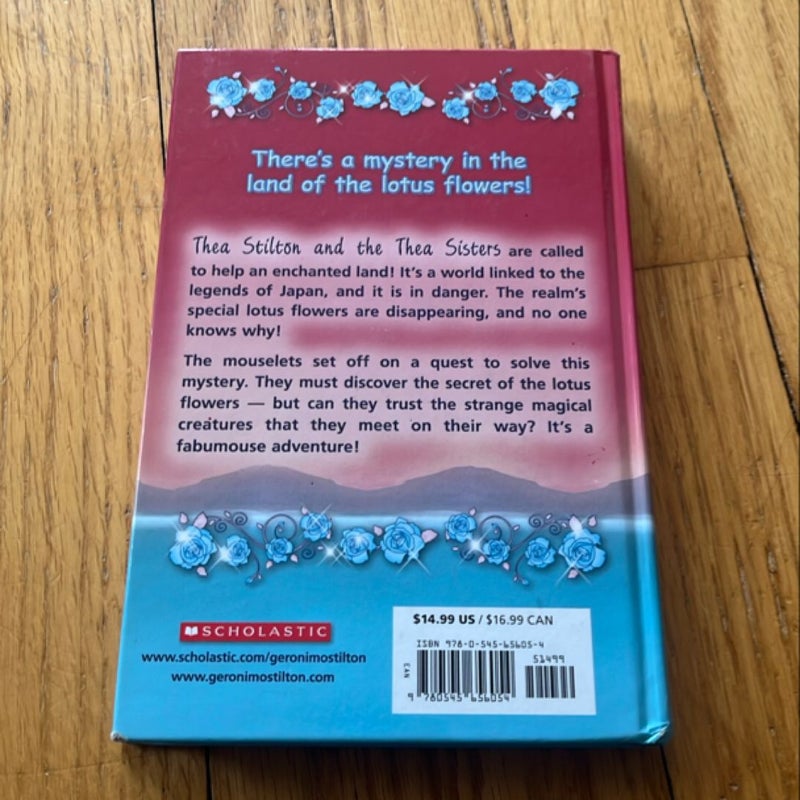 There's a mystery in the
land of the lotus flowers!
Thea Stilton and the Thea Sisters are called
to help an enchanted land! It's a world linked to the
legends of Japan, and it is in danger. The realm's
special lotus flowers are disappearing, and no one
knows why!
The mouselets set off on a quest to solve this
mystery. They must discover the secret of the lotus
flowers — but can they trust the strange magical
creatures that they meet on their way? It's a
fabumouse adventure!
SCHOLASTIC
www.scholastic.com/geronimostilton
www.geronimostilton.com
$14.99 US / $16.99 CAN
ISBN 978-0-545-65605-4
51499
EAN
9 780545 656054